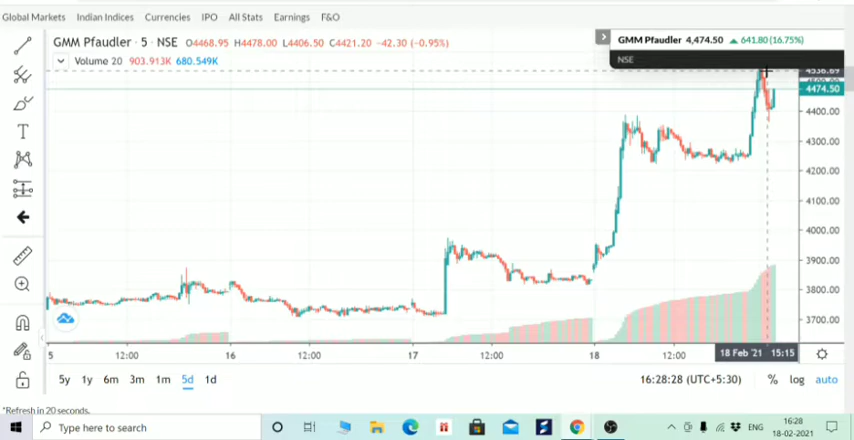 Global Markets Indian Indices Currencies IPO All Stats Earnings F&O
GMM Pfaudler · 5 · NSE O4468.95 H4478.00 L4406.50 C4421.20 -42.30 (-0.95%)
GMM Pfaudler 4,474.50 ▲ 641.80 (16.75%)
NSE
Volume 20 903.913K 680.549K
4536.69
4474.50
4400.00
4300.00
4200.00
4100.00
4000.00
3900.00
3800.00
3700.00
5 12:00 16 12:00 17 12:00 18 12:00 18 Feb '21 15:15
5y 1y 6m 3m 1m 5d 1d 16:28:28 (UTC+5:30) % log auto
*Refresh in 20 seconds.
Type here to search
ENG
16:28
18-02-2021